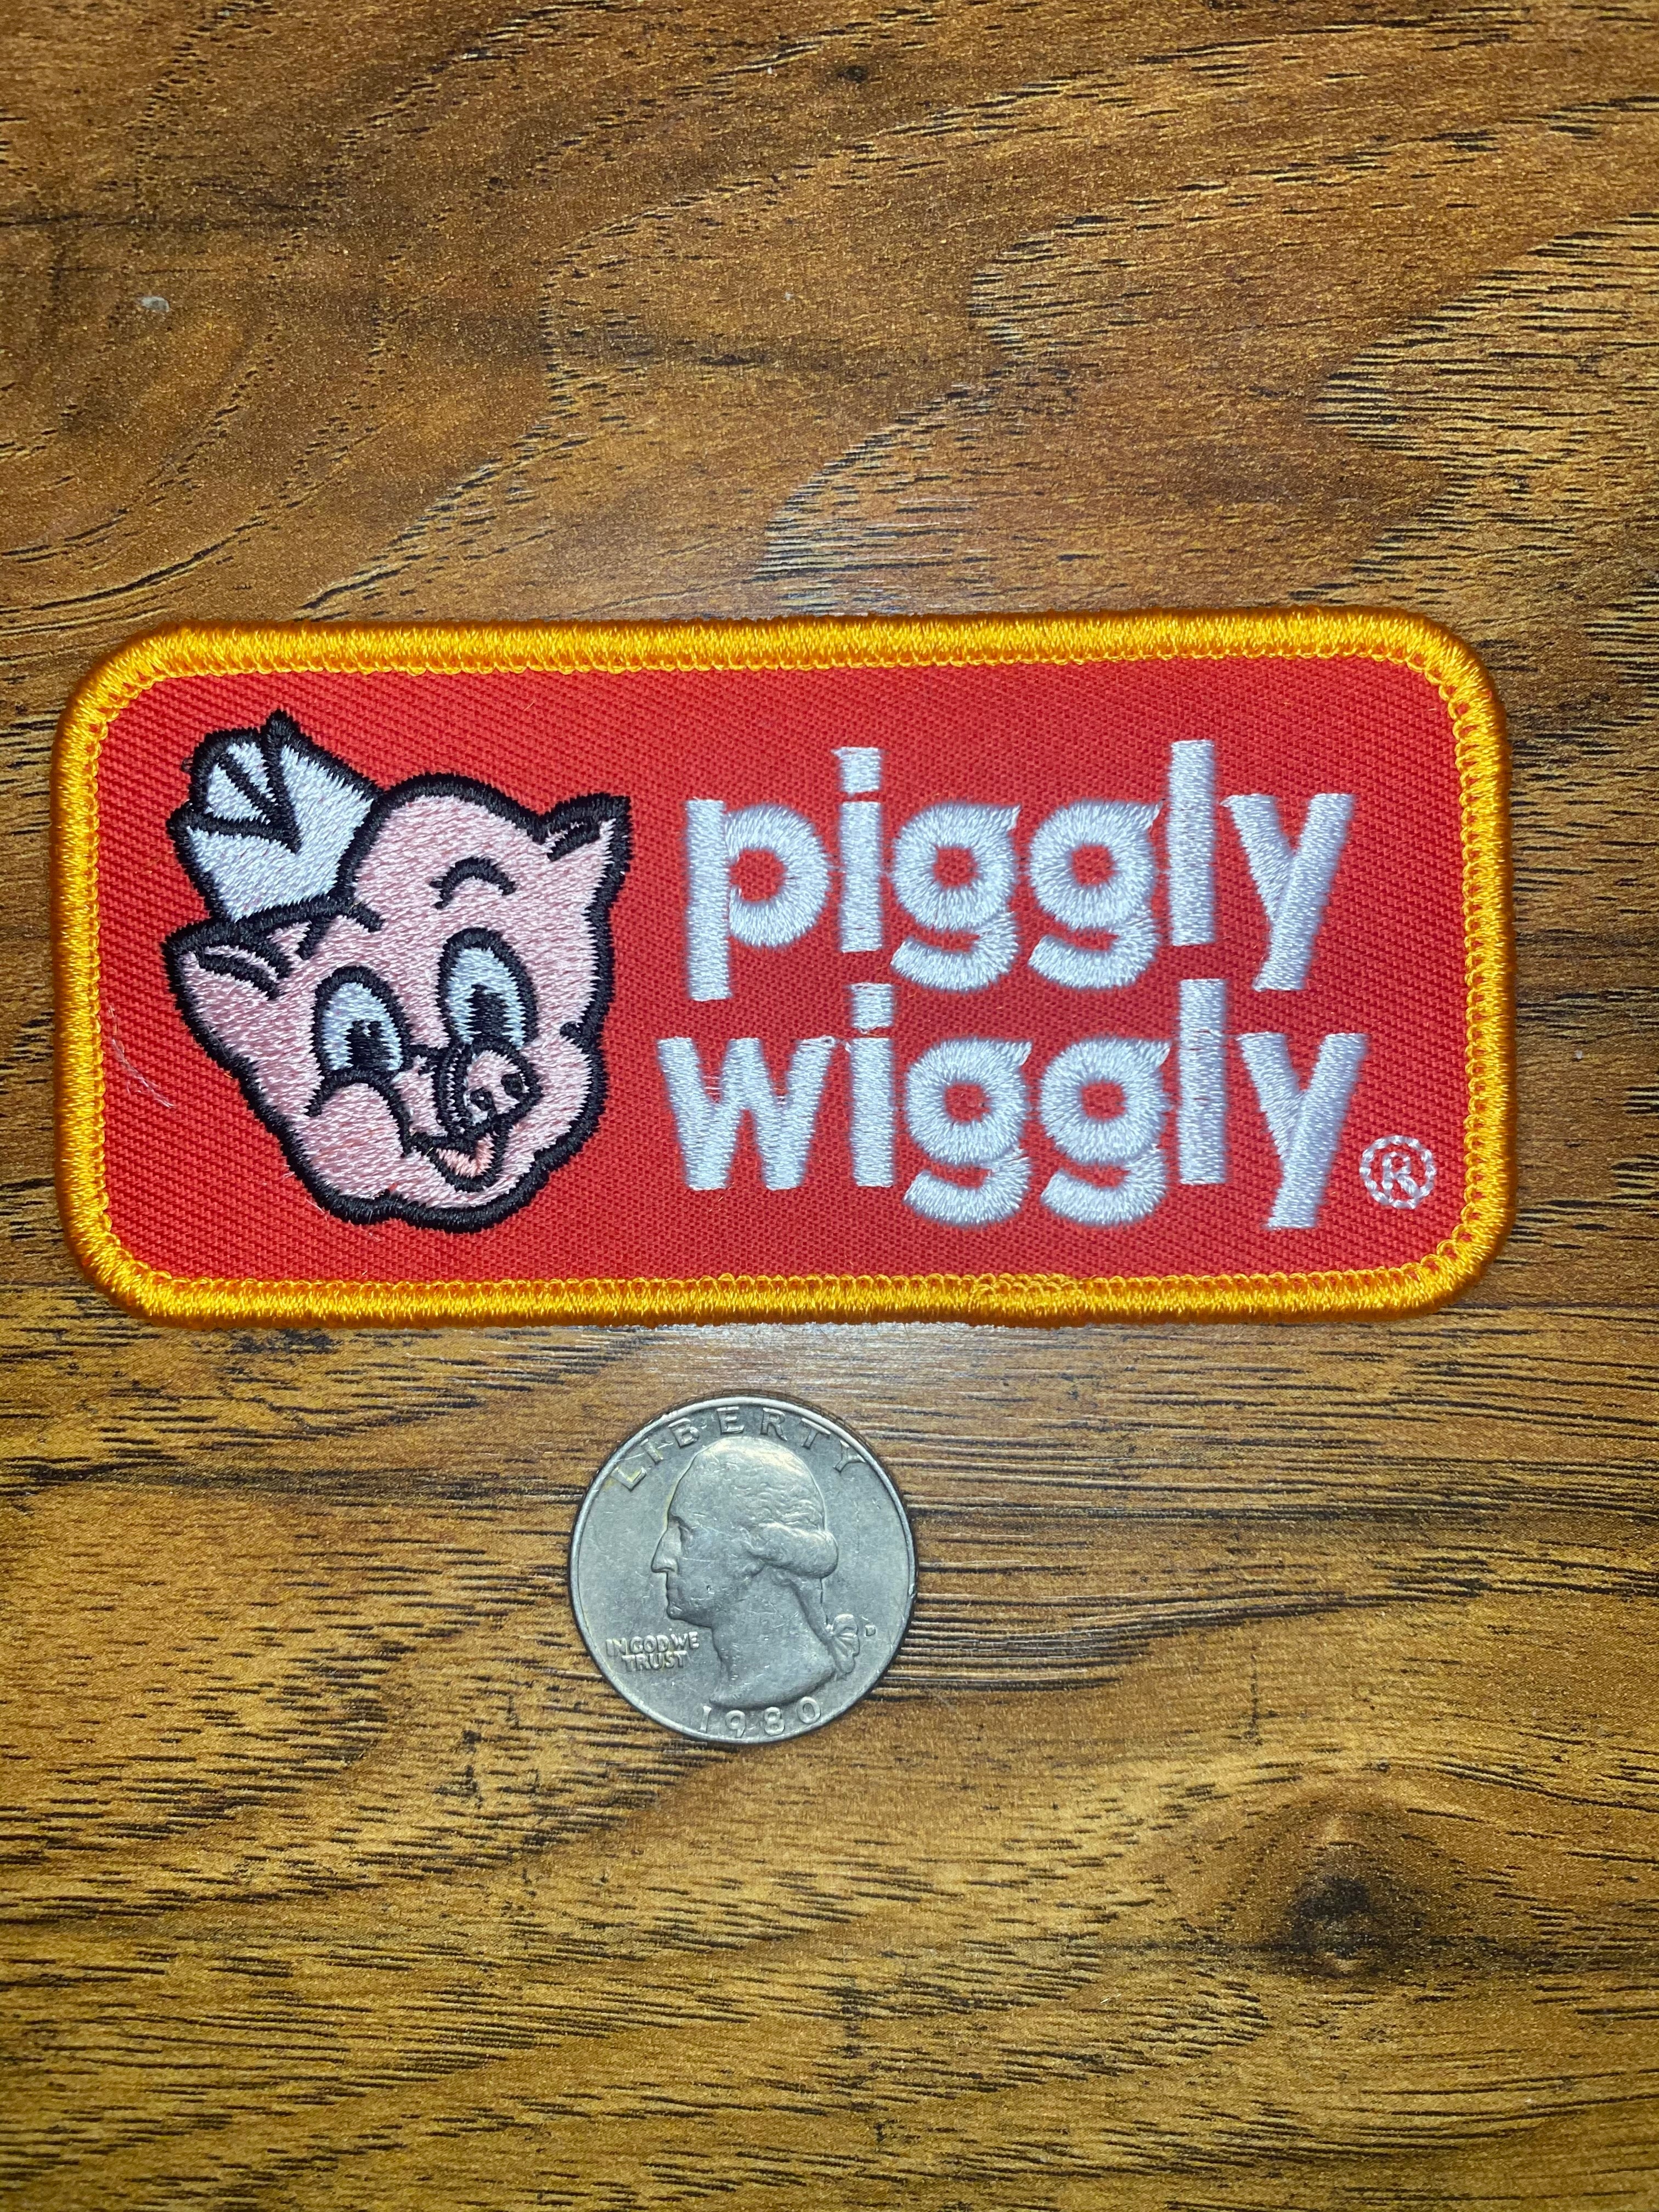 piggly
wiggly®
LIBERTY
IN GOD WE
TRUST
D
1980